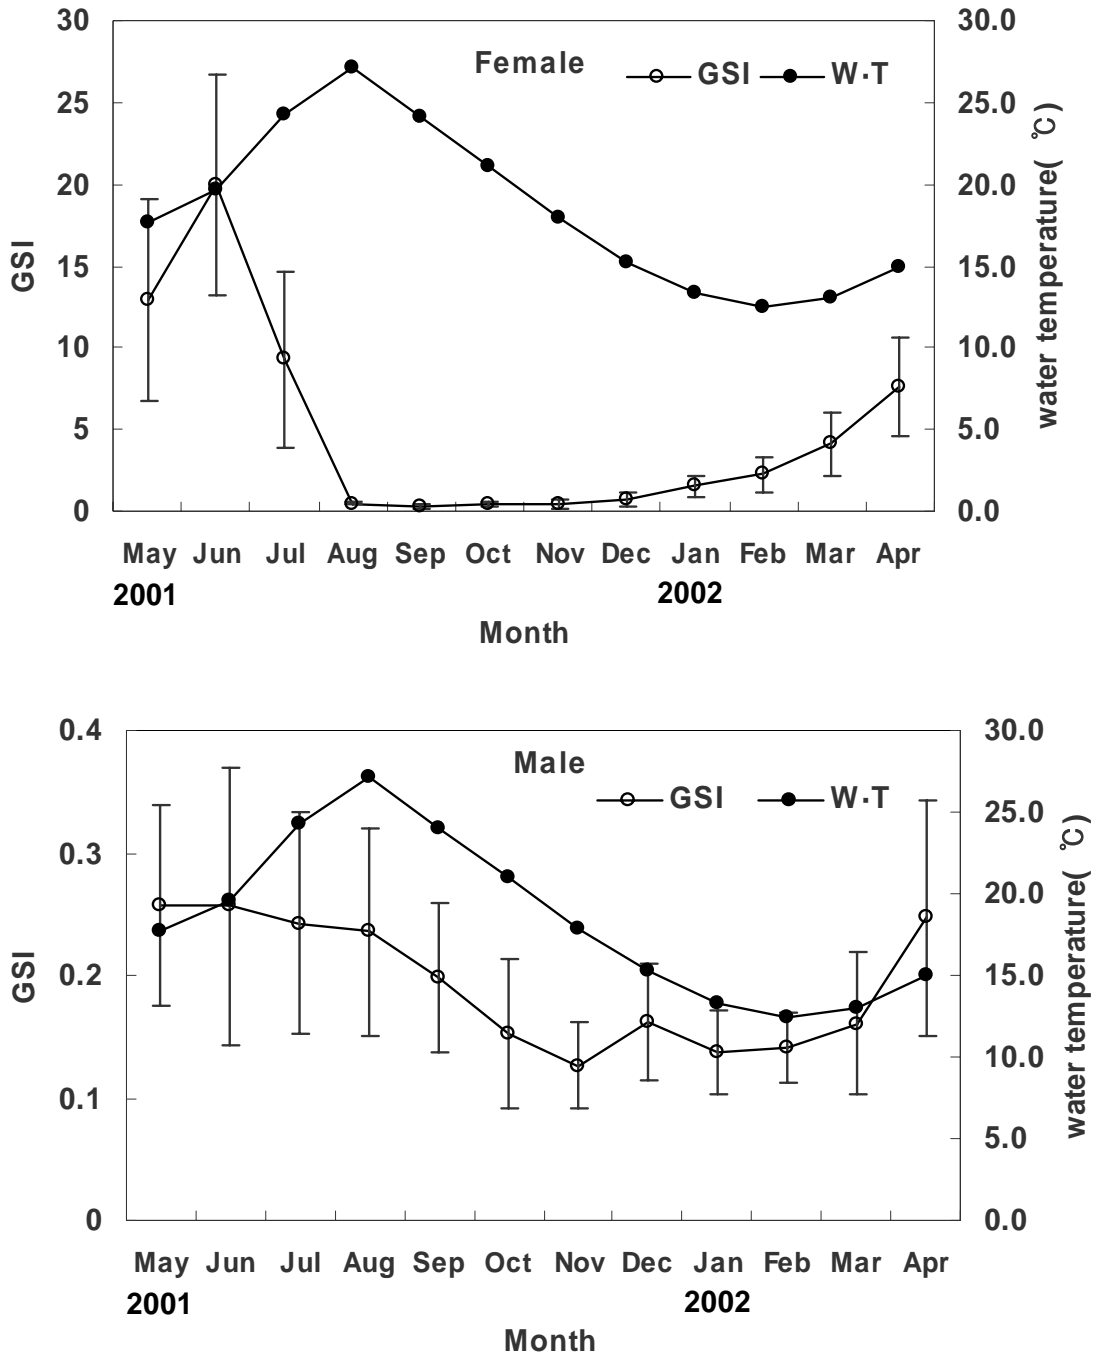 30
30.0
Female
GSI
W·T
25
25.0
20
20.0
15
15.0
10
10.0
5
5.0
0
0.0
GSI
water temperature( ℃)
May Jun Jul Aug Sep Oct Nov Dec Jan Feb Mar Apr
2001 2002
Month
0.4
30.0
Male
GSI
W·T
25.0
0.3
20.0
0.2
15.0
10.0
0.1
5.0
0
0.0
GSI
water temperature( ℃)
May Jun Jul Aug Sep Oct Nov Dec Jan Feb Mar Apr
2001 2002
Month